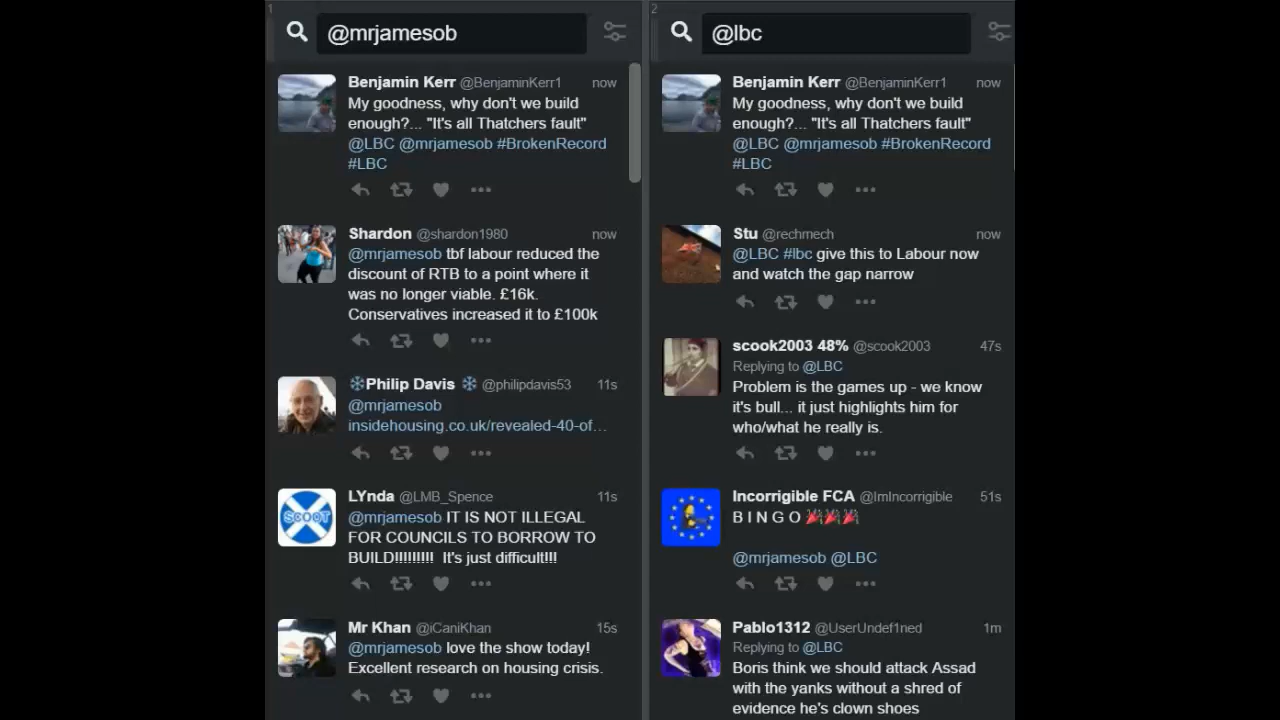 1
@mrjamesob
Benjamin Kerr @BenjaminKerr1 now
My goodness, why don't we build
enough?... "It's all Thatchers fault"
@LBC @mrjamesob #BrokenRecord
#LBC
Shardon @shardon1980 now
@mrjamesob tbf labour reduced the
discount of RTB to a point where it
was no longer viable. £16k.
Conservatives increased it to £100k
❄Philip Davis ❄ @philipdavis53 11s
@mrjamesob
insidehousing.co.uk/revealed-40-of…
SCOOT
LYnda @LMB_Spence 11s
@mrjamesob IT IS NOT ILLEGAL
FOR COUNCILS TO BORROW TO
BUILD!!!!!!!!! It's just difficult!!!
Mr Khan @iCaniKhan 15s
@mrjamesob love the show today!
Excellent research on housing crisis.
2
@lbc
Benjamin Kerr @BenjaminKerr1 now
My goodness, why don't we build
enough?... "It's all Thatchers fault"
@LBC @mrjamesob #BrokenRecord
#LBC
Stu @rechmech now
@LBC #lbc give this to Labour now
and watch the gap narrow
scook2003 48% @scook2003 47s
Replying to @LBC
Problem is the games up - we know
it's bull... it just highlights him for
who/what he really is.
Incorrigible FCA @ImIncorrigible 51s
B I N G O 🎉🎉🎉
@mrjamesob @LBC
Pablo1312 @UserUndef1ned 1m
Replying to @LBC
Boris think we should attack Assad
with the yanks without a shred of
evidence he's clown shoes